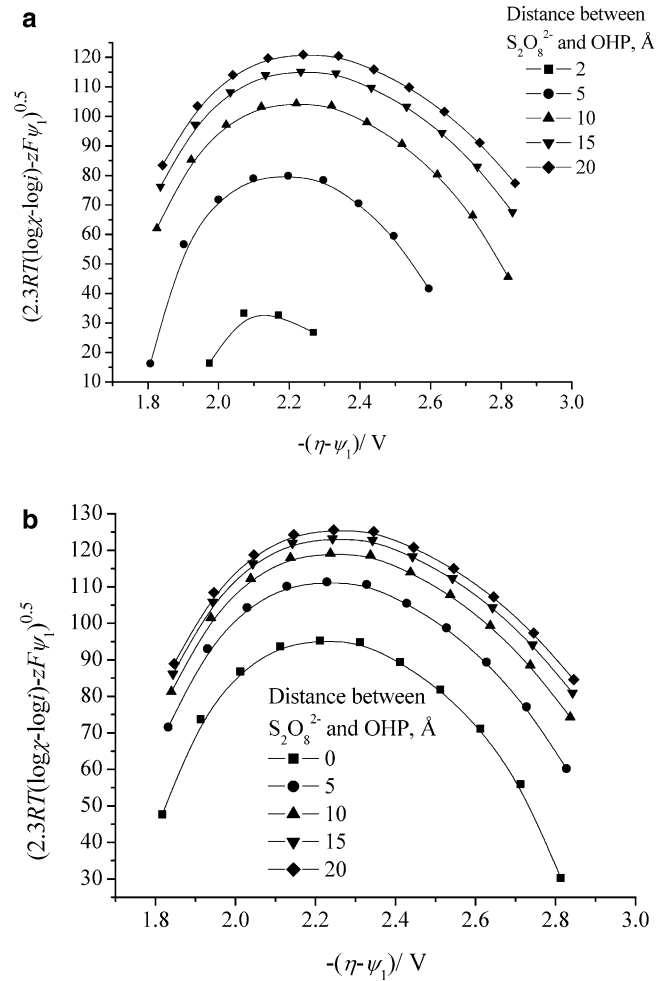 a
Distance between
S₂O₈²⁻ and OHP, Å
2
5
10
15
20
(2.3RT(logχ-logi)-zFψ₁)^0.5
120
110
100
90
80
70
60
50
40
30
20
10
1.8 2.0 2.2 2.4 2.6 2.8 3.0
-(η-ψ₁)/ V
b
(2.3RT(logχ-logi)-zFψ₁)^0.5
130
120
110
100
90
80
70
60
50
40
30
Distance between
S₂O₈²⁻ and OHP, Å
0
5
10
15
20
1.8 2.0 2.2 2.4 2.6 2.8 3.0
-(η-ψ₁)/ V